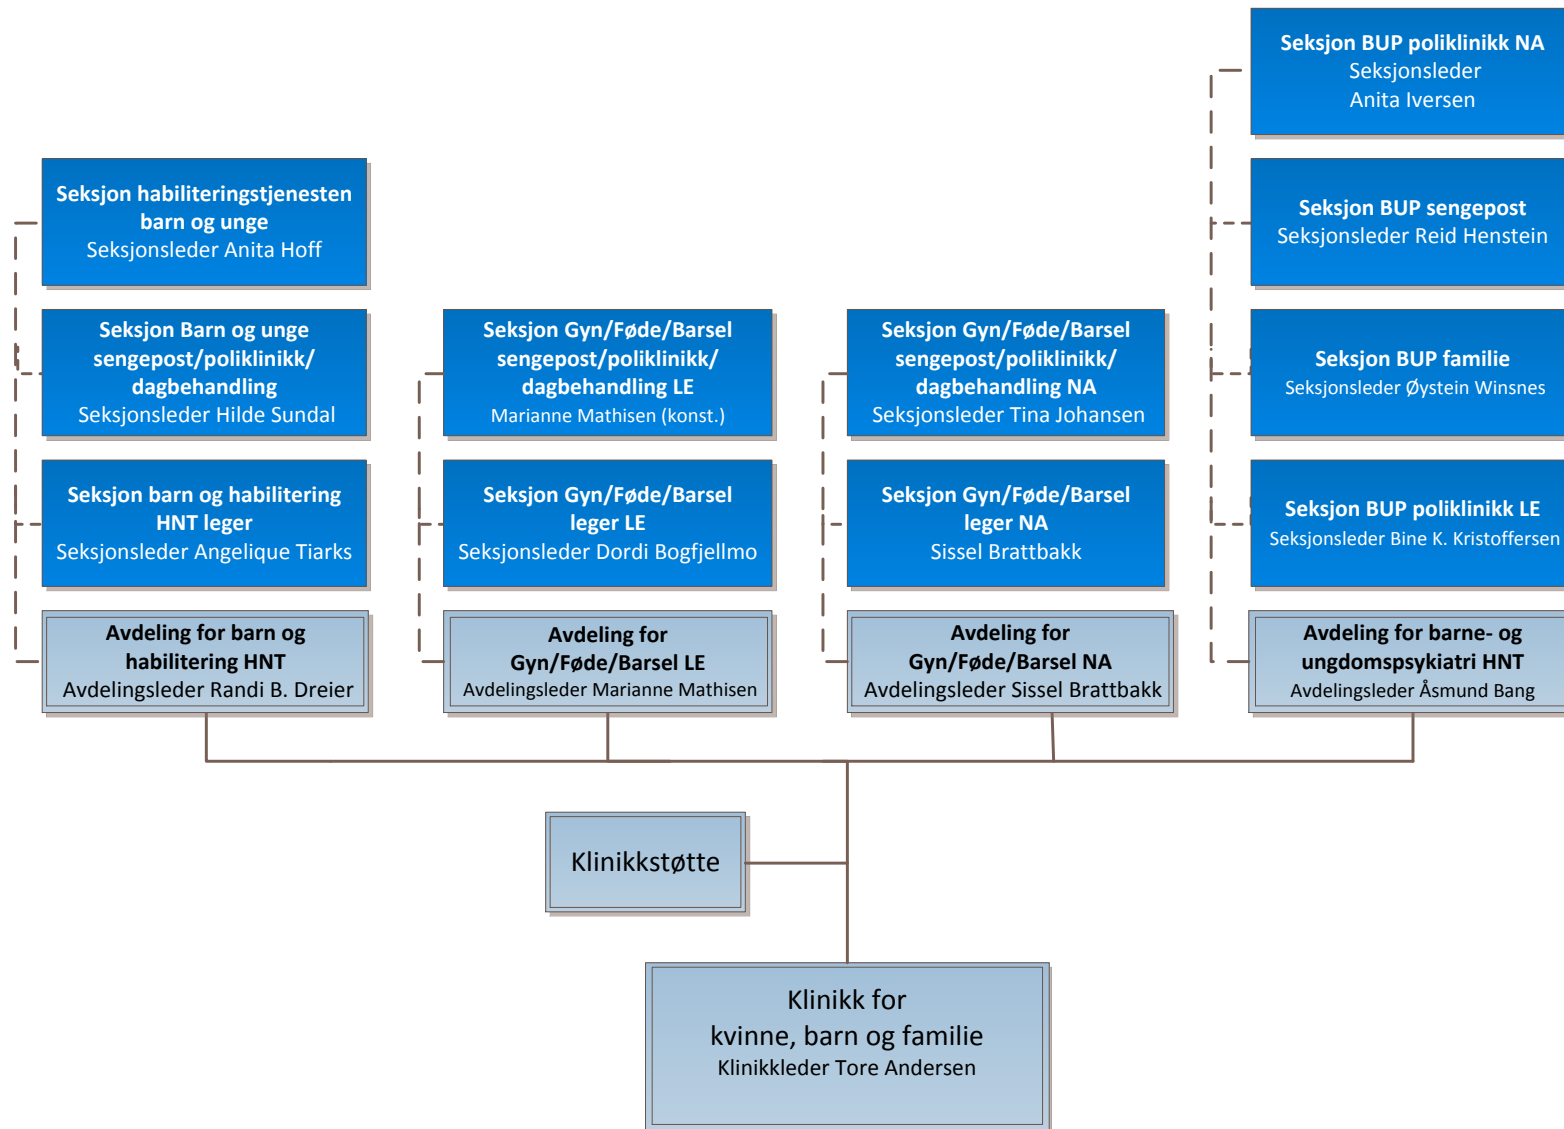 Seksjon BUP poliklinikk NA
Seksjonsleder
Anita Iversen
Seksjon habiliteringstjenesten
barn og unge
Seksjonsleder Anita Hoff
Seksjon BUP sengepost
Seksjonsleder Reid Henstein
Seksjon Barn og unge
sengepost/poliklinikk/
dagbehandling
Seksjonsleder Hilde Sundal
Seksjon Gyn/Føde/Barsel
sengepost/poliklinikk/
dagbehandling LE
Marianne Mathisen (konst.)
Seksjon Gyn/Føde/Barsel
sengepost/poliklinikk/
dagbehandling NA
Seksjonsleder Tina Johansen
Seksjon BUP familie
Seksjonsleder Øystein Winsnes
Seksjon barn og habilitering
HNT leger
Seksjonsleder Angelique Tiarks
Seksjon Gyn/Føde/Barsel
leger LE
Seksjonsleder Dordi Bogfjellmo
Seksjon Gyn/Føde/Barsel
leger NA
Sissel Brattbakk
Seksjon BUP poliklinikk LE
Seksjonsleder Bine K. Kristoffersen
Avdeling for barn og
habilitering HNT
Avdelingsleder Randi B. Dreier
Avdeling for
Gyn/Føde/Barsel LE
Avdelingsleder Marianne Mathisen
Avdeling for
Gyn/Føde/Barsel NA
Avdelingsleder Sissel Brattbakk
Avdeling for barne- og
ungdomspsykiatri HNT
Avdelingsleder Åsmund Bang
Klinikkstøtte
Klinikk for
kvinne, barn og familie
Klinikkleder Tore Andersen